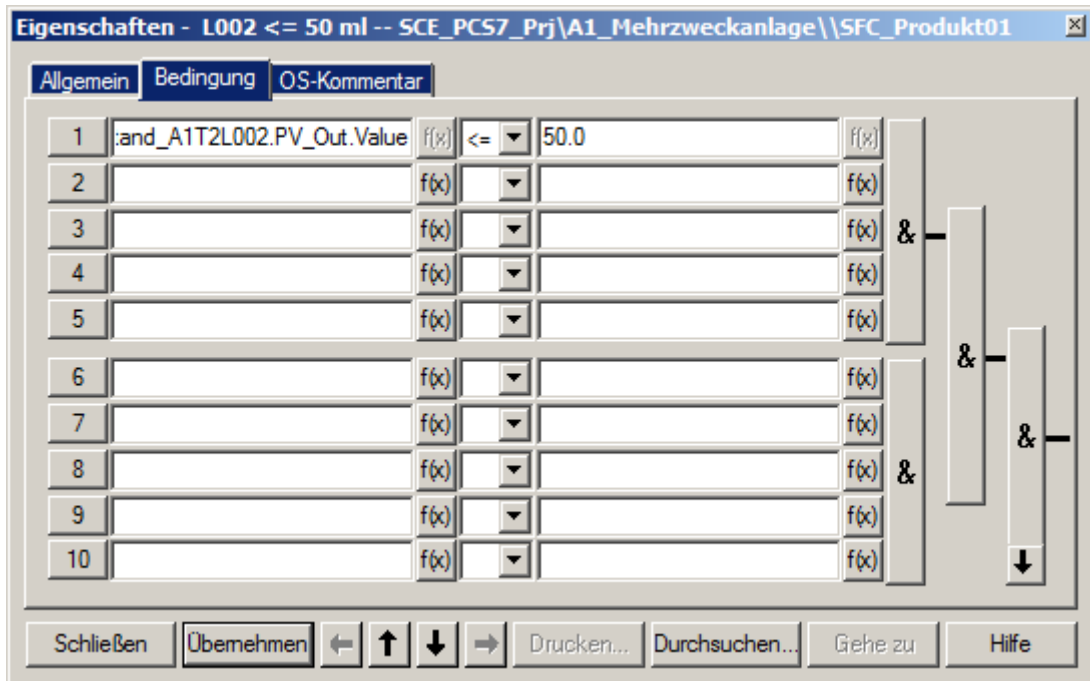 Eigenschaften - L002 <= 50 ml -- SCE_PCS7_Prj\A1_Mehrzweckanlage\\SFC_Produkt01
Allgemein Bedingung OS-Kommentar
1 :and_A1T2L002.PV_Out.Value f(x) <= 50.0 f(x)
2 f(x) f(x)
3 f(x) f(x) &
4 f(x) f(x)
5 f(x) f(x)
&
6 f(x) f(x)
7 f(x) f(x) &
8 f(x) f(x) &
9 f(x) f(x)
10 f(x) f(x)
Schließen Übernehmen Drucken... Durchsuchen... Gehe zu Hilfe